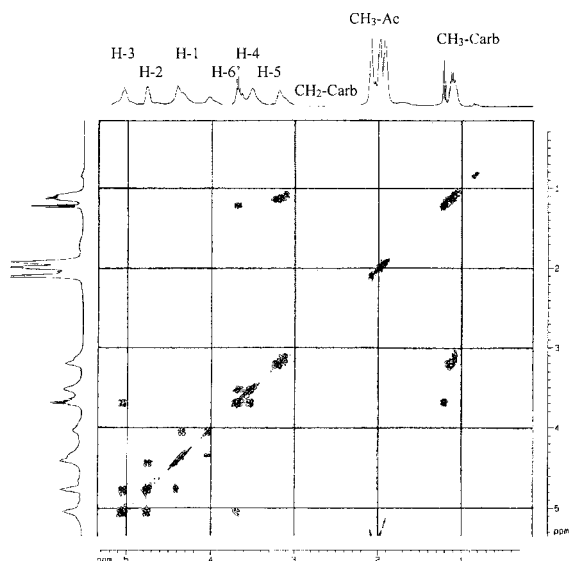 CH3-Ac
H-3
H-2
H-1
H-6'
H-4
H-5
CH2-Carb
CH3-Carb
1
2
3
4
5
ppm
ppm 5
4
3
2
1